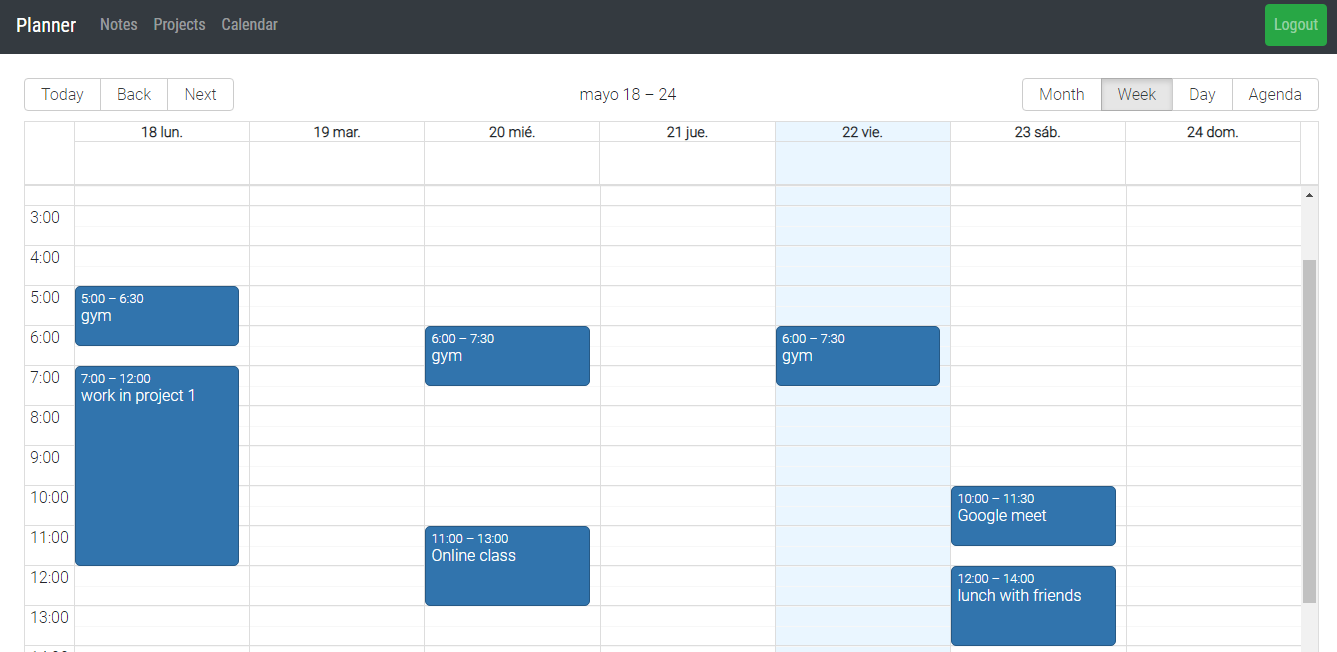 Planner Notes Projects Calendar Logout
Today Back Next mayo 18 – 24 Month Week Day Agenda
18 lun. 19 mar. 20 mié. 21 jue. 22 vie. 23 sáb. 24 dom.
3:00
4:00
5:00
5:00 – 6:30
gym
6:00
6:00 – 7:30
gym
6:00 – 7:30
gym
7:00
7:00 – 12:00
work in project 1
8:00
9:00
10:00
10:00 – 11:30
Google meet
11:00
11:00 – 13:00
Online class
12:00
12:00 – 14:00
lunch with friends
13:00